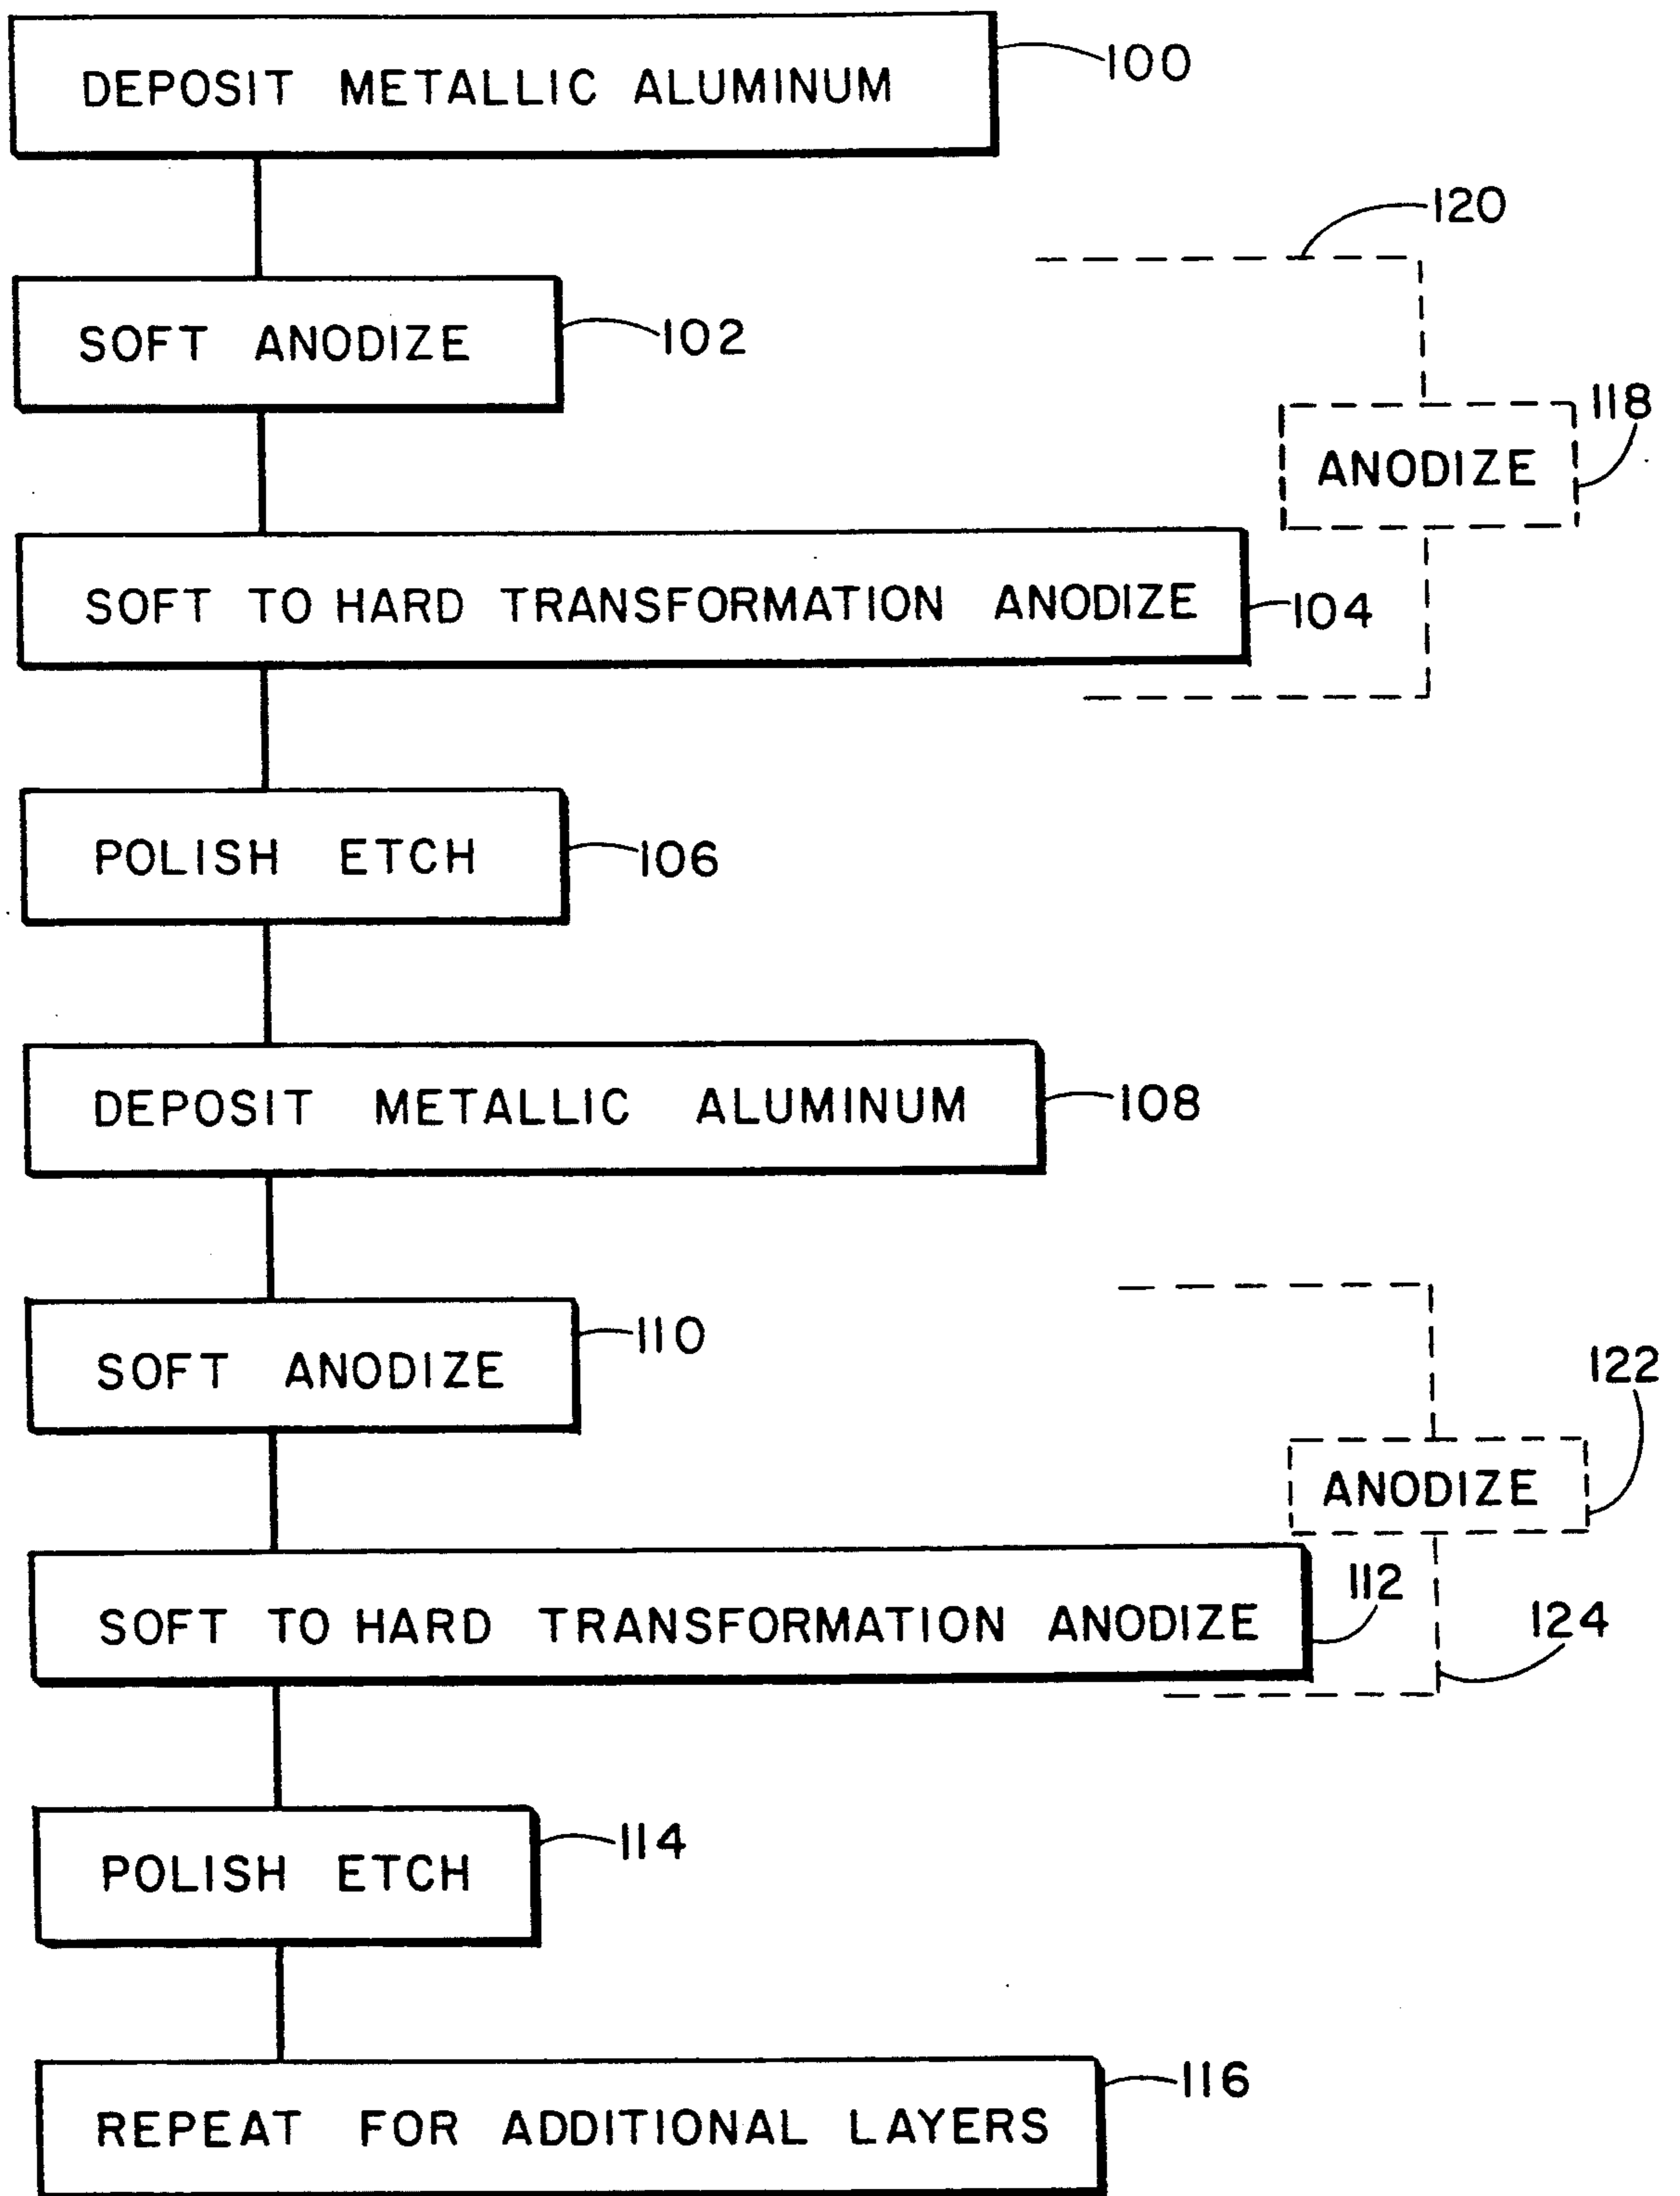 DEPOSIT METALLIC ALUMINUM
100
120
SOFT ANODIZE
102
118
ANODIZE
SOFT TO HARD TRANSFORMATION ANODIZE
104
POLISH ETCH
106
DEPOSIT METALLIC ALUMINUM
108
SOFT ANODIZE
110
122
ANODIZE
SOFT TO HARD TRANSFORMATION ANODIZE
112
124
POLISH ETCH
114
REPEAT FOR ADDITIONAL LAYERS
116